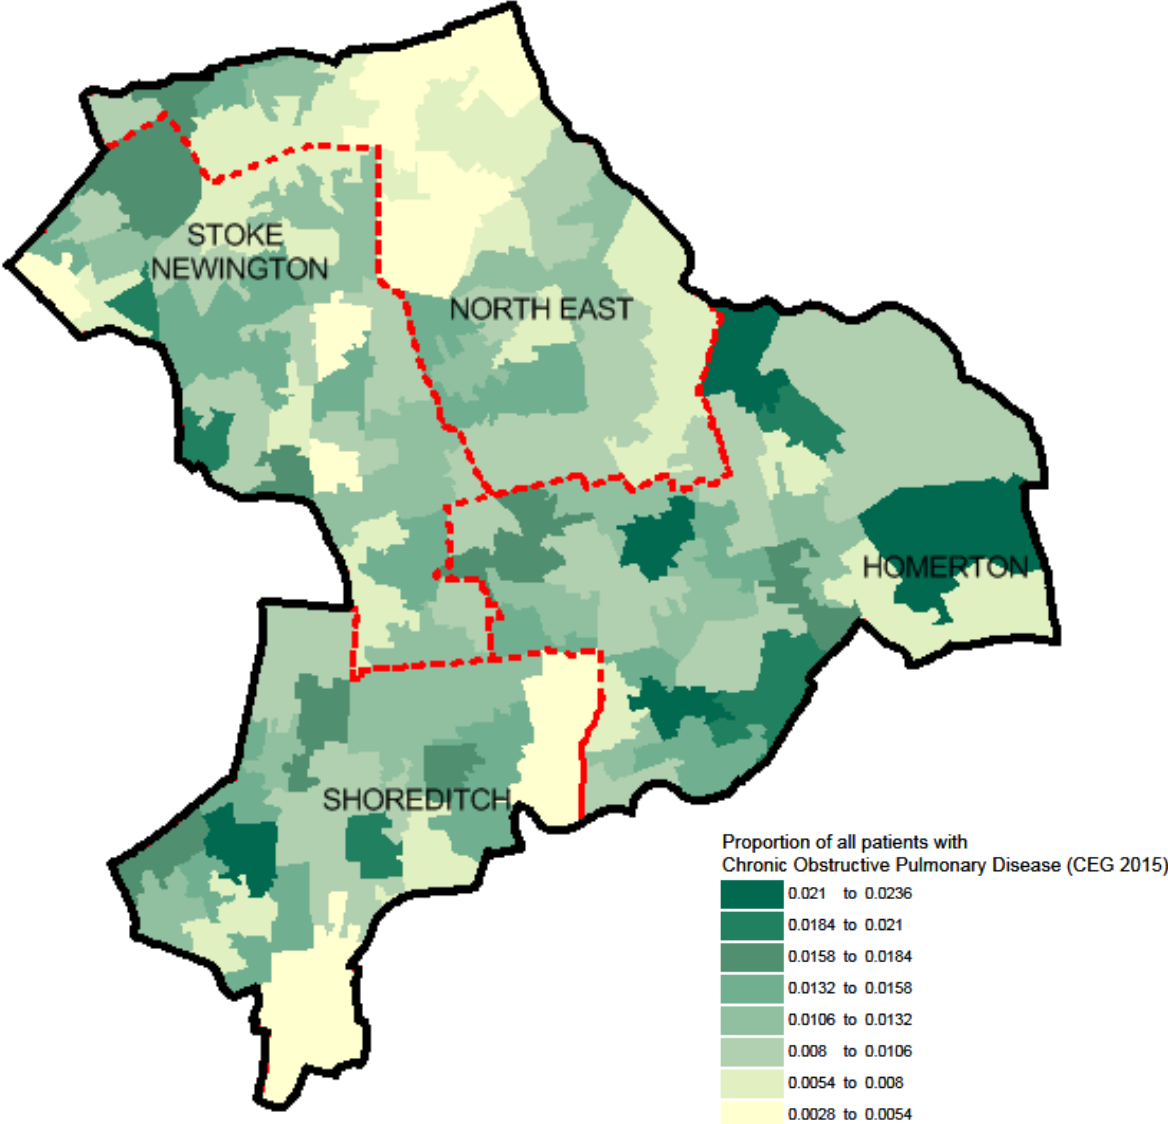 STOKE
NEWINGTON
NORTH EAST
HOMERTON
SHOREDITCH
Proportion of all patients with
Chronic Obstructive Pulmonary Disease (CEG 2015)
0.021 to 0.0236
0.0184 to 0.021
0.0158 to 0.0184
0.0132 to 0.0158
0.0106 to 0.0132
0.008 to 0.0106
0.0054 to 0.008
0.0028 to 0.0054